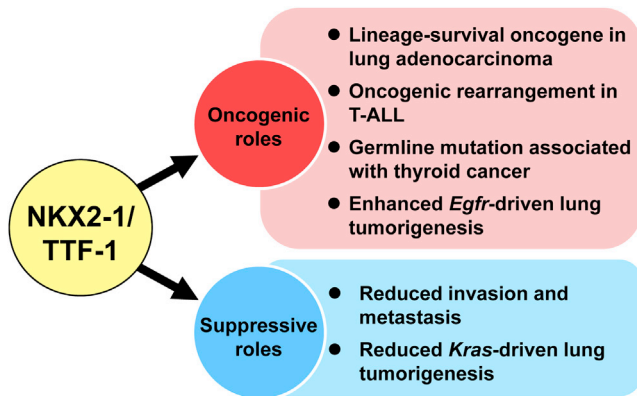 NKX2-1/
TTF-1
Oncogenic
roles
● Lineage-survival oncogene in
lung adenocarcinoma
● Oncogenic rearrangement in
T-ALL
● Germline mutation associated
with thyroid cancer
● Enhanced Egfr-driven lung
tumorigenesis
Suppressive
roles
● Reduced invasion and
metastasis
● Reduced Kras-driven lung
tumorigenesis